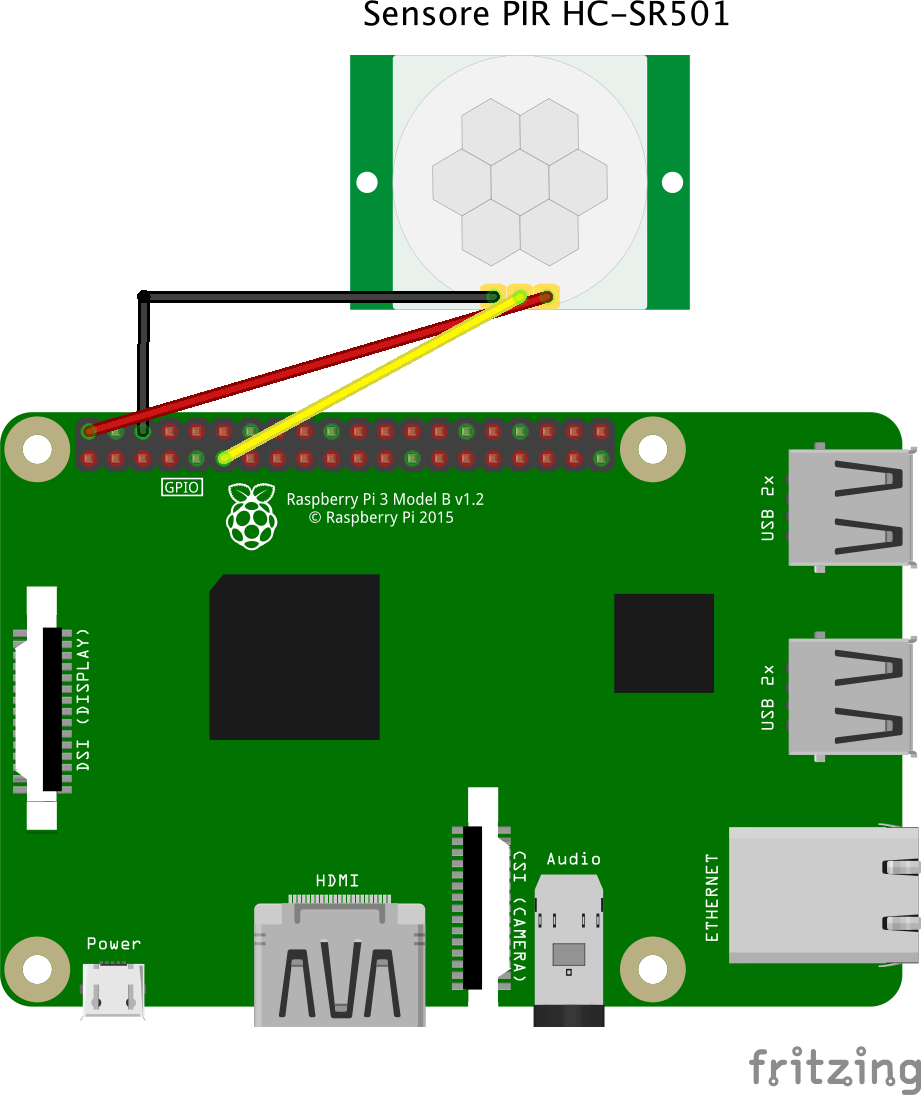 Sensore PIR HC-SR501
GPIO
Raspberry Pi 3 Model B v1.2
© Raspberry Pi 2015
USB 2x
DSI (DISPLAY)
USB 2x
HDMI
CSI (CAMERA)
Audio
ETHERNET
Power
fritzing